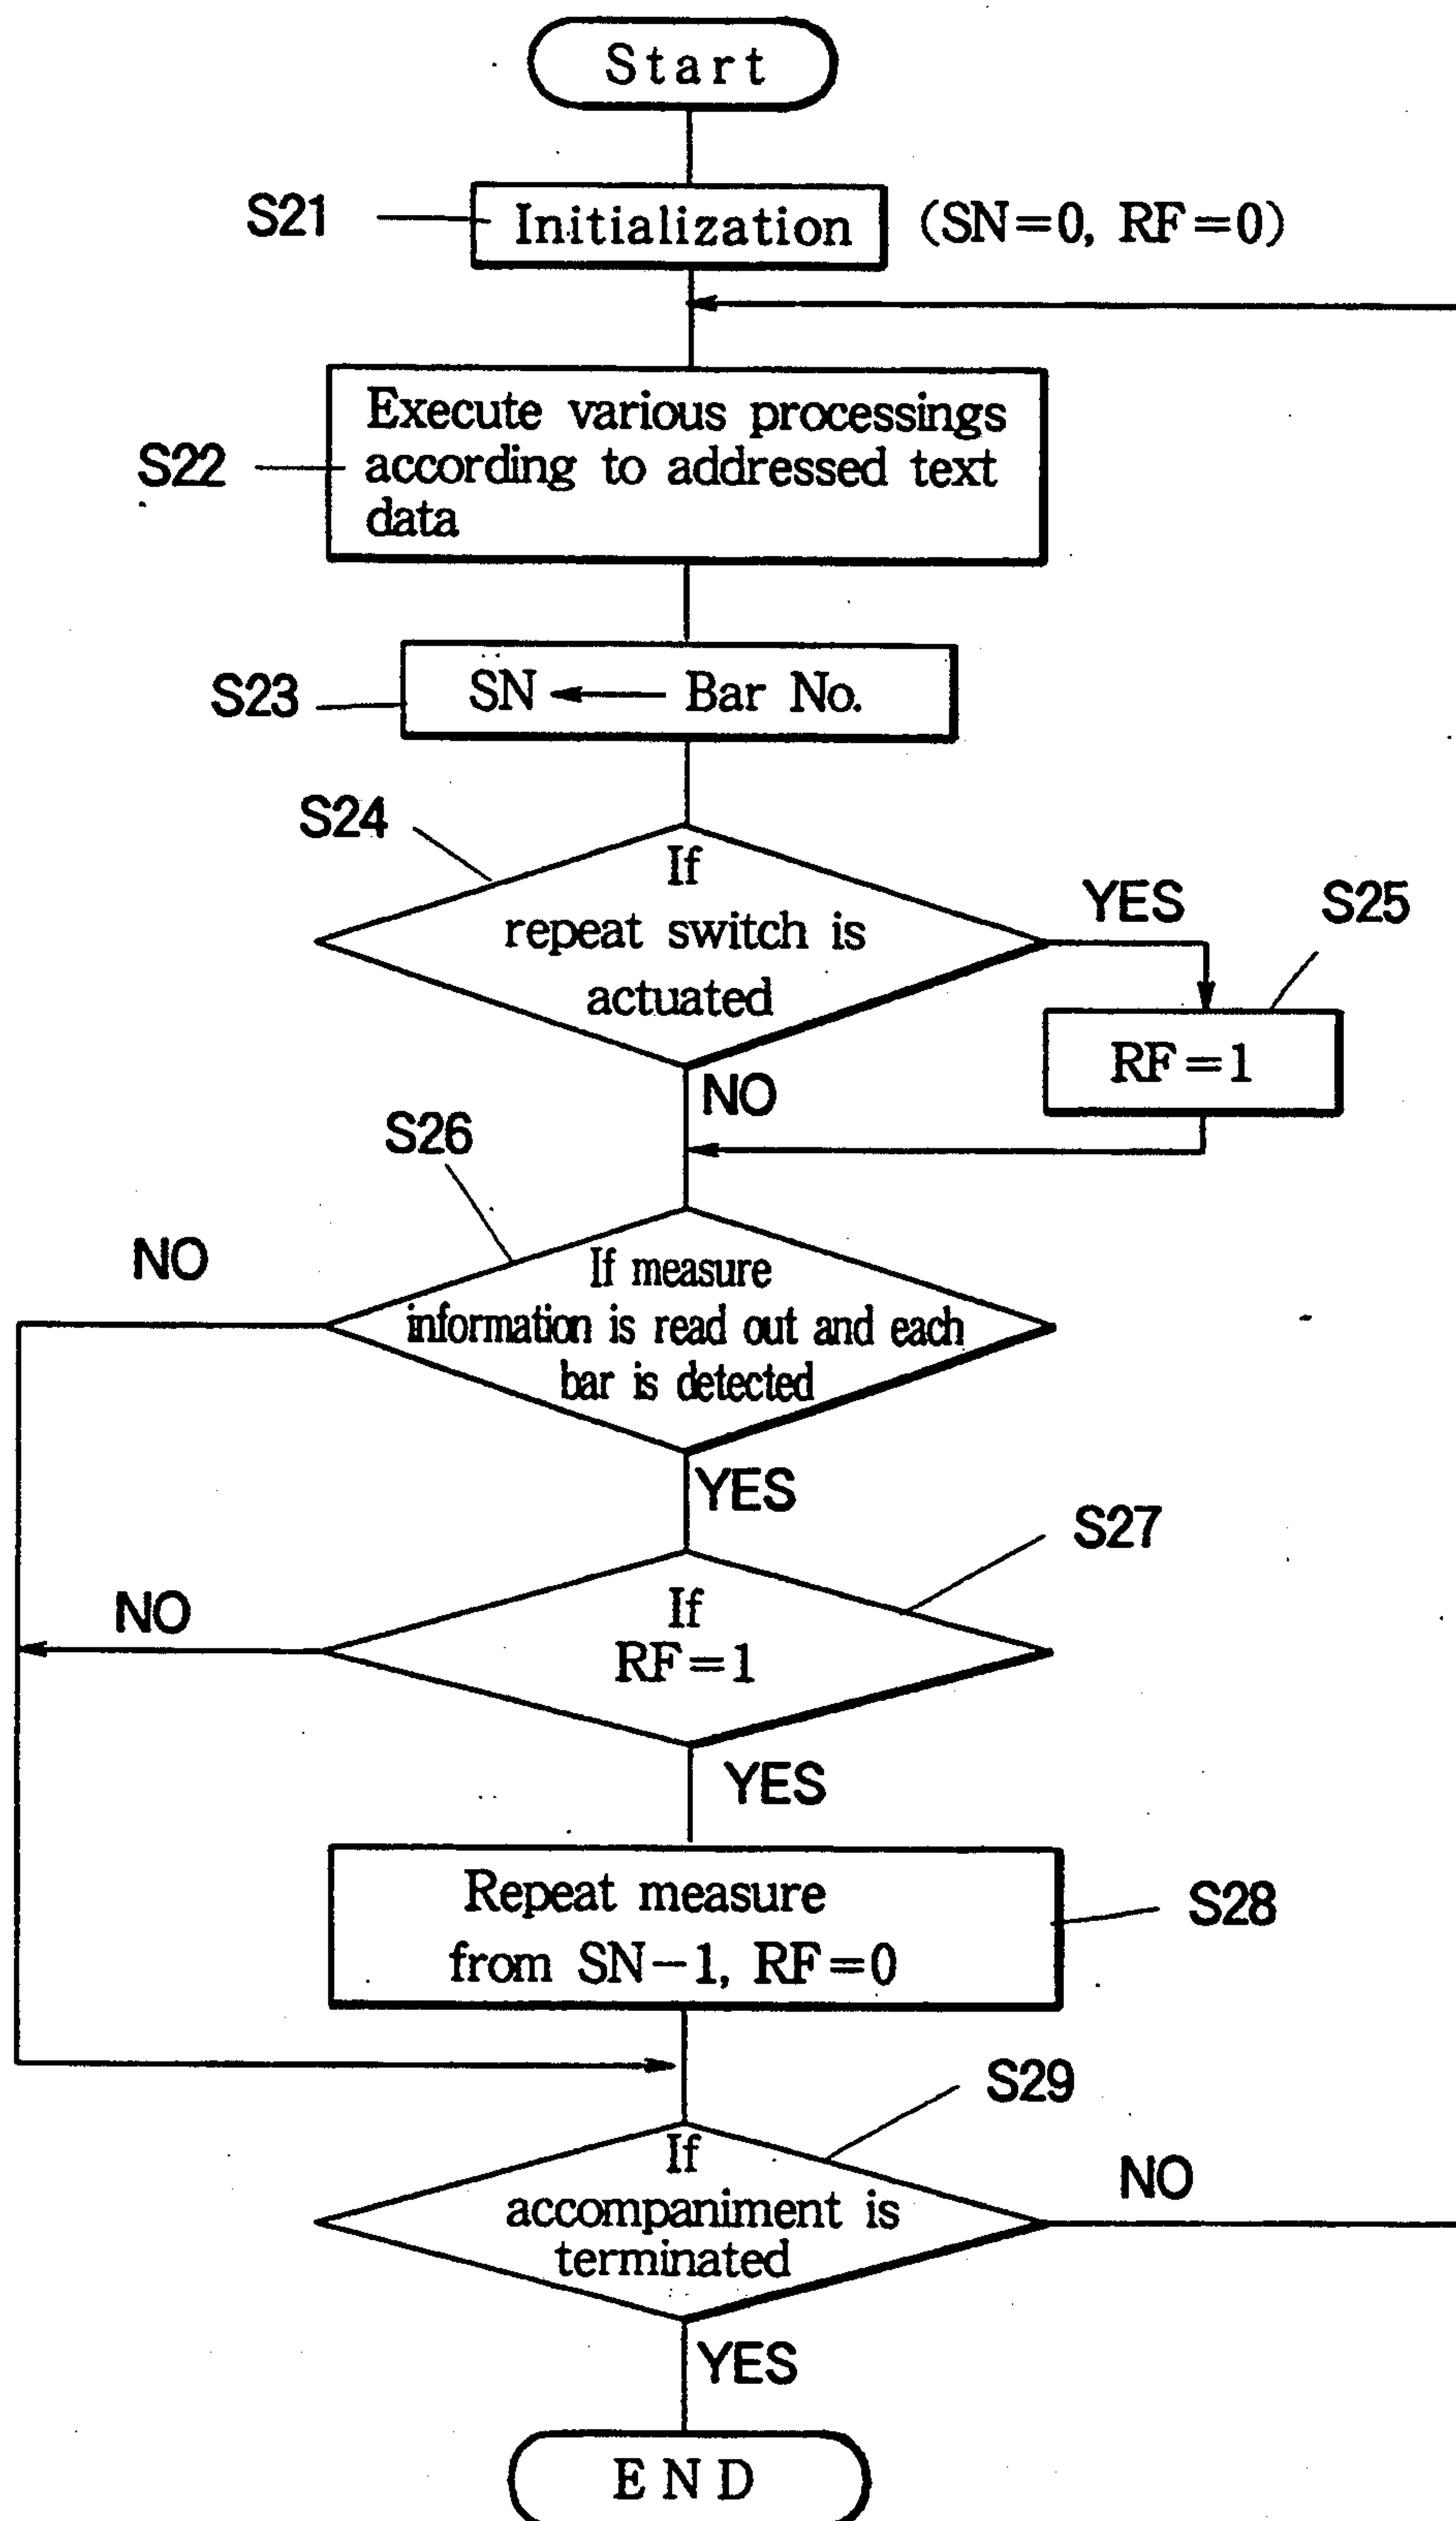 Start
S21
Initialization
(SN=0, RF=0)
S22
Execute various processings
according to addressed text
data
S23
SN ← Bar No.
S24
If
repeat switch is
actuated
YES
S25
RF=1
NO
S26
NO
If measure
information is read out and each
bar is detected
YES
S27
NO
If
RF=1
YES
Repeat measure
from SN-1, RF=0
S28
S29
If
accompaniment is
terminated
NO
YES
END